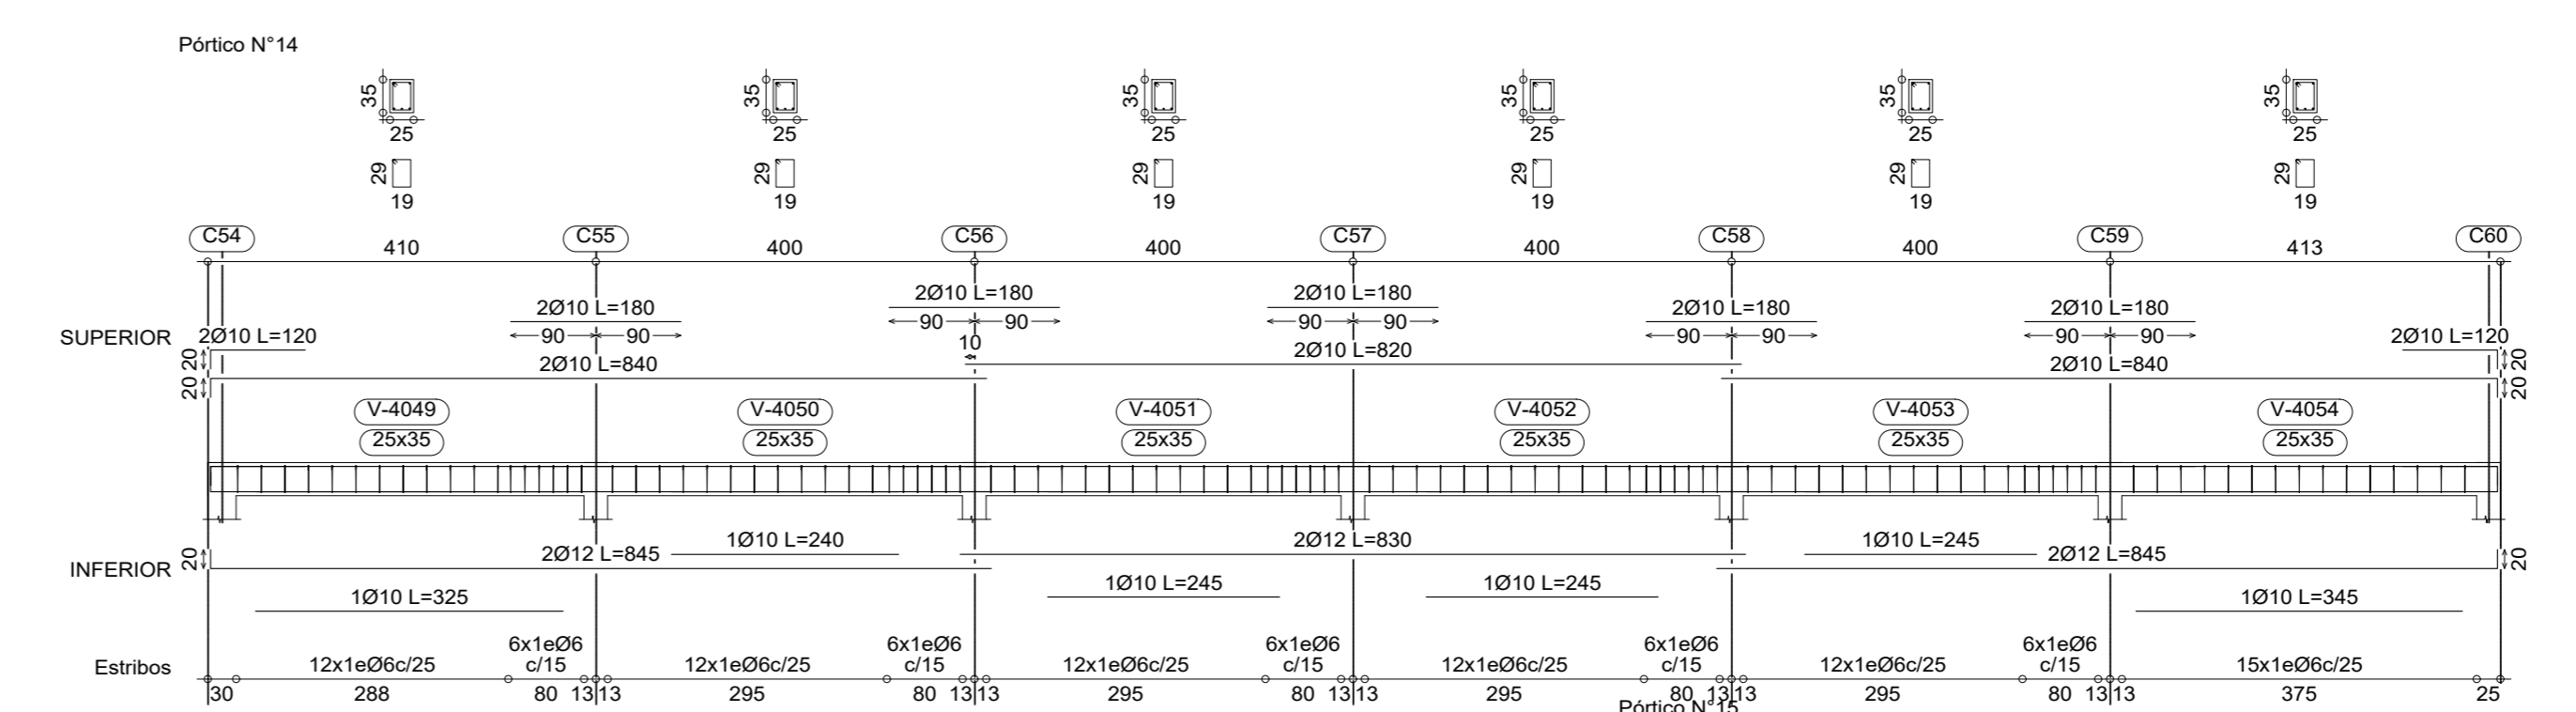 Pórtico N°14
35 35 35 35 35 35
25 25 25 25 25 25
29 29 29 29 29 29
19 19 19 19 19 19
C54 C55 C56 C57 C58 C59 C60
410 400 400 400 400 413
2Ø10 L=180 2Ø10 L=180
2Ø10 L=180 2Ø10 L=180 2Ø10 L=180
90 90 90 90
SUPERIOR 2Ø10 L=120 90 90 90 90 90 90 2Ø10 L=120
10
20 2Ø10 L=820 20
20 2Ø10 L=840 2Ø10 L=840 20
V-4049 V-4050 V-4051 V-4052 V-4053 V-4054
25x35 25x35 25x35 25x35 25x35 25x35
1Ø10 L=240 2Ø12 L=830 1Ø10 L=245
20 2Ø12 L=845 2Ø12 L=845 20
INFERIOR
1Ø10 L=245 1Ø10 L=245
1Ø10 L=325 1Ø10 L=345
6x1eØ6 6x1eØ6 6x1eØ6 6x1eØ6 6x1eØ6
Estribos 12x1eØ6c/25 c/15 12x1eØ6c/25 c/15 12x1eØ6c/25 c/15 12x1eØ6c/25 c/15 12x1eØ6c/25 c/15 15x1eØ6c/25
30 288 80 13 13 295 80 13 13 295 80 13 13 295 80 13 13 295 80 13 13 375 25
Pórtico N°15